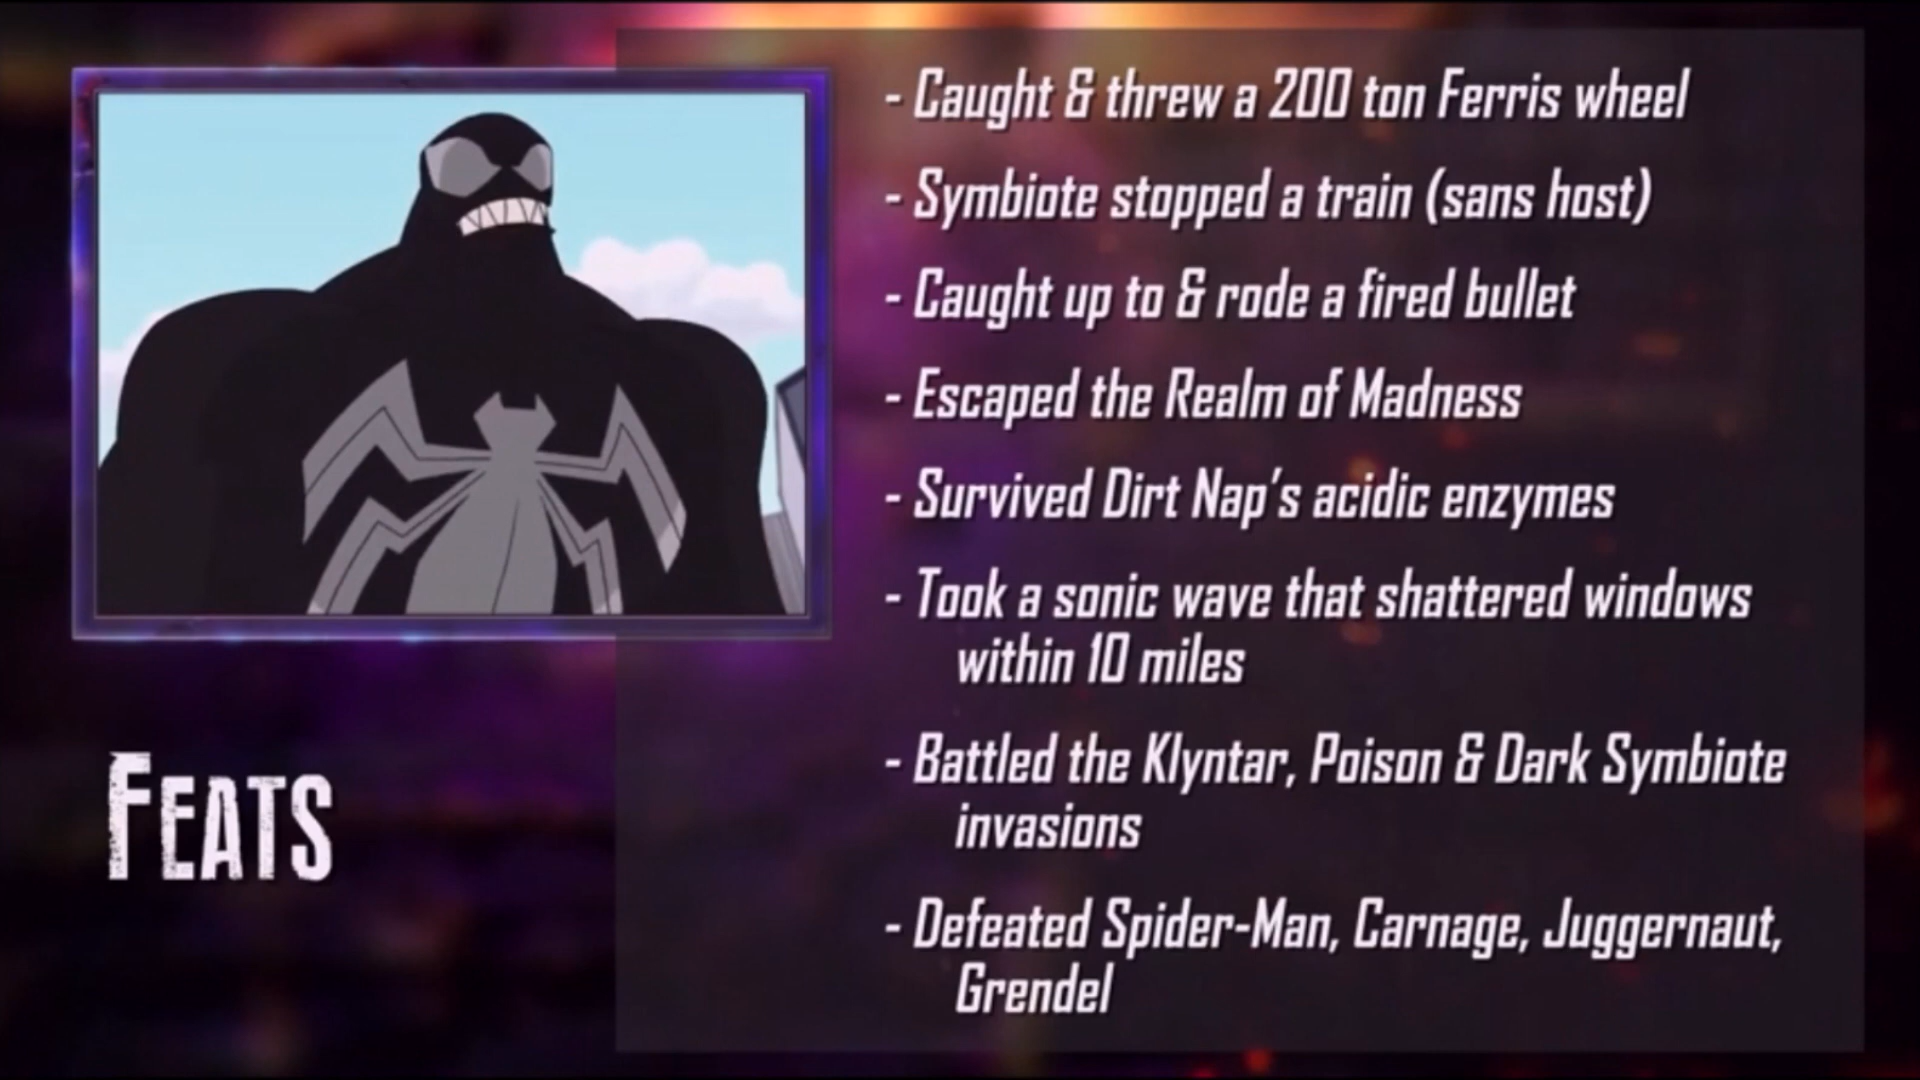 - Caught & threw a 200 ton Ferris wheel
- Symbiote stopped a train (sans host)
- Caught up to & rode a fired bullet
- Escaped the Realm of Madness
- Survived Dirt Nap's acidic enzymes
- Took a sonic wave that shattered windows
within 10 miles
- Battled the Klyntar, Poison & Dark Symbiote
invasions
- Defeated Spider-Man, Carnage, Juggernaut,
Grendel
Feats